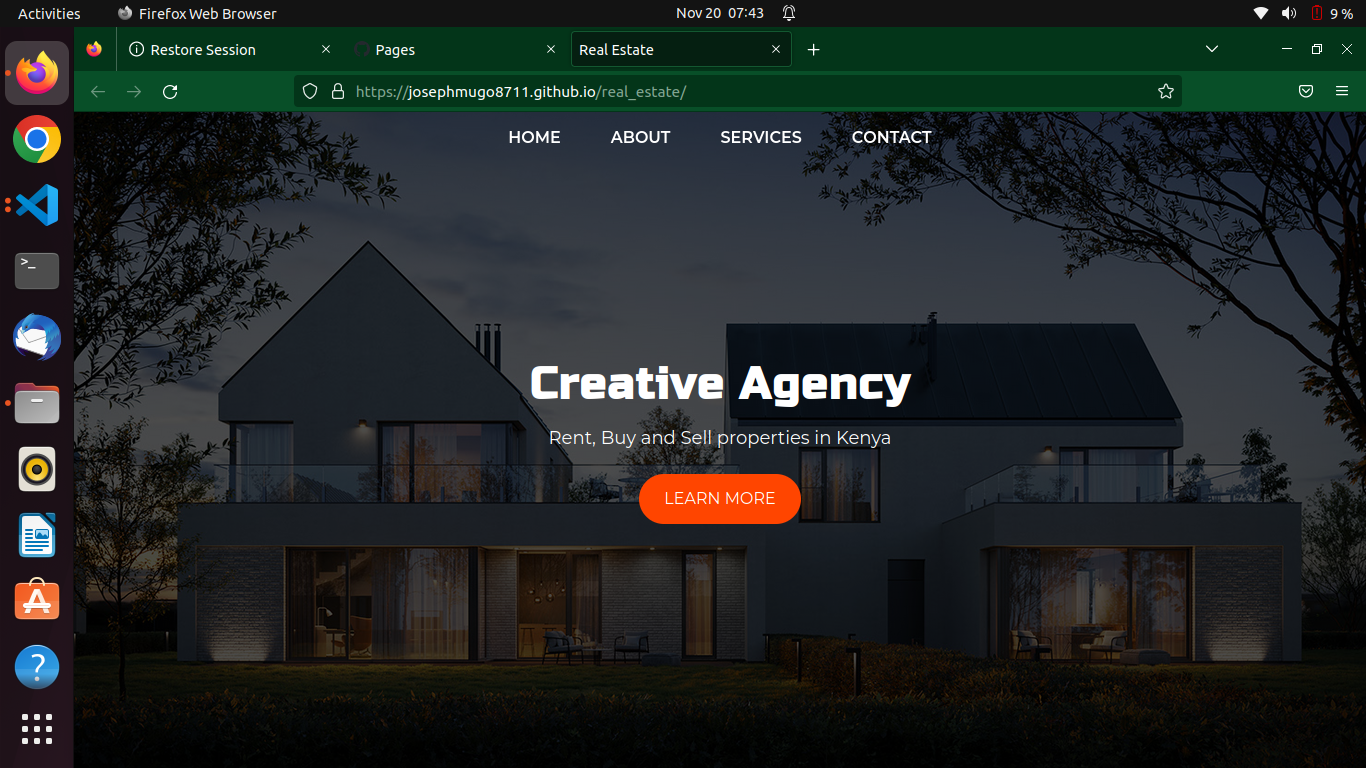 Activities Firefox Web Browser Nov 20 07:43 9 %
Restore Session Pages Real Estate
https://josephmugo8711.github.io/real_estate/
HOME ABOUT SERVICES CONTACT
Creative Agency
Rent, Buy and Sell properties in Kenya
LEARN MORE